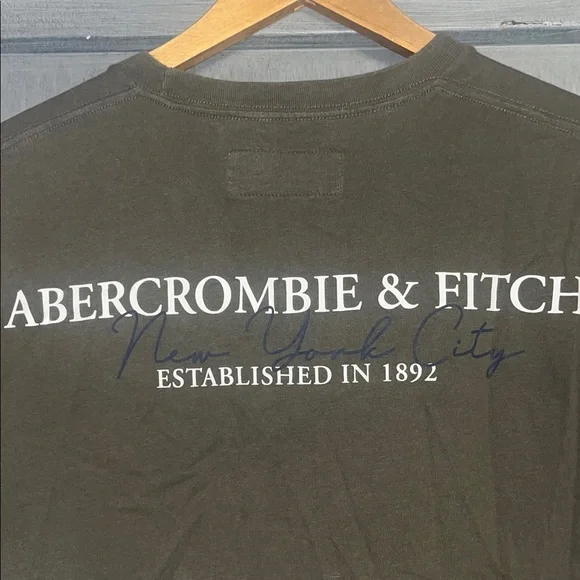 ABERCROMBIE & FITCH
New York City
ESTABLISHED IN 1892